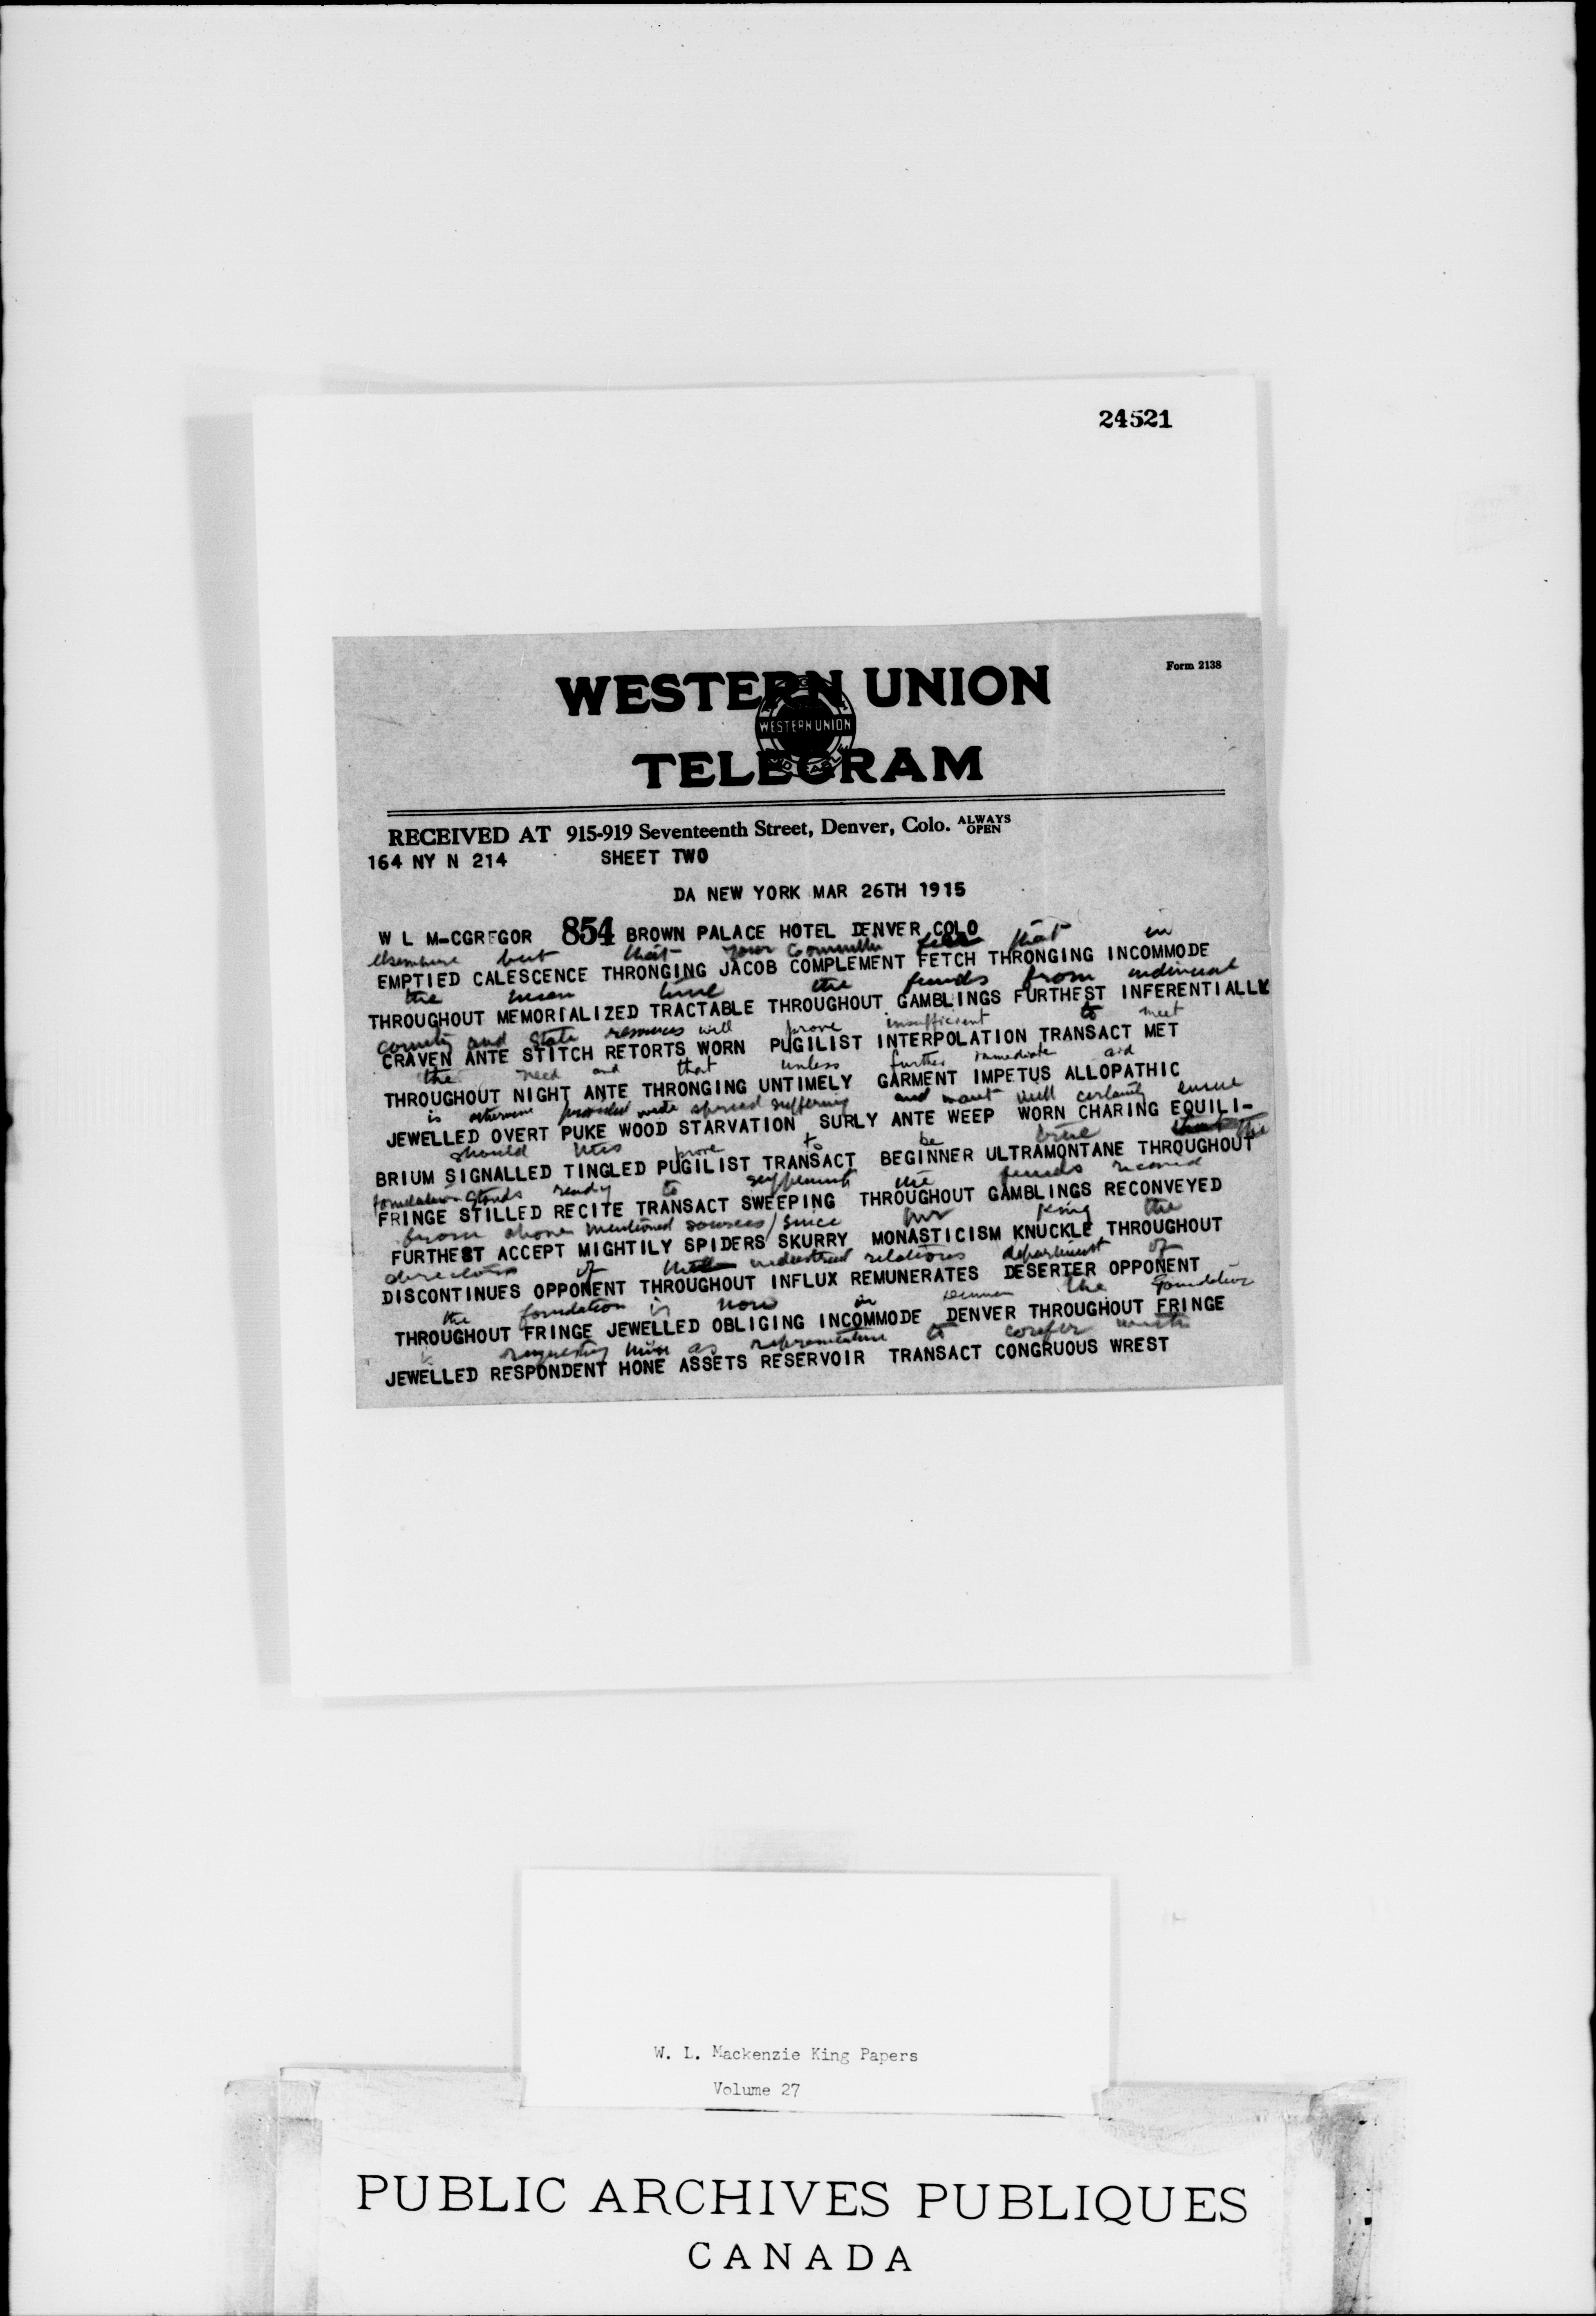 24521
Form 2138
WESTERN UNION
WESTERN UNION
TELEGRAM
RECEIVED AT 915-919 Seventeenth Street, Denver, Colo. ALWAYS OPEN
164 NY N 214 SHEET TWO
DA NEW YORK MAR 26TH 1915
W L M-CGREGOR 854 BROWN PALACE HOTEL DENVER COLO
elsewhere but that your Committee that in
EMPTIED CALESCENCE THRONGING JACOB COMPLEMENT FETCH THRONGING INCOMMODE
the mean time the funds from
THROUGHOUT MEMORIALIZED TRACTABLE THROUGHOUT GAMBLINGS FURTHEST INFERENTIALLY
county and State resources will prove insufficient to meet
CRAVEN ANTE STITCH RETORTS WORN PUGILIST INTERPOLATION TRANSACT MET
the need and that unless further immediate aid
THROUGHOUT NIGHT ANTE THRONGING UNTIMELY GARMENT IMPETUS ALLOPATHIC
is otherwise provided wide spread suffering and want will certainly ensue
JEWELLED OVERT PUKE WOOD STARVATION SURLY ANTE WEEP WORN CHARING EQUILI-
should this prove to be true the
BRIUM SIGNALLED TINGLED PUGILIST TRANSACT BEGINNER ULTRAMONTANE THROUGHOUT
foundation stands ready to supplement the funds received
FRINGE STILLED RECITE TRANSACT SWEEPING THROUGHOUT GAMBLINGS RECONVEYED
from above mentioned sources / since Mr King the
FURTHEST ACCEPT MIGHTILY SPIDERS SKURRY MONASTICISM KNUCKLE THROUGHOUT
director of industrial relations department of
DISCONTINUES OPPONENT THROUGHOUT INFLUX REMUNERATES DESERTER OPPONENT
the foundation is now in Denver the foundation
THROUGHOUT FRINGE JEWELLED OBLIGING INCOMMODE DENVER THROUGHOUT FRINGE
requesting him as representative to confer with
JEWELLED RESPONDENT HONE ASSETS RESERVOIR TRANSACT CONGRUOUS WREST
W. L. Mackenzie King Papers
Volume 27
PUBLIC ARCHIVES PUBLIQUES
CANADA